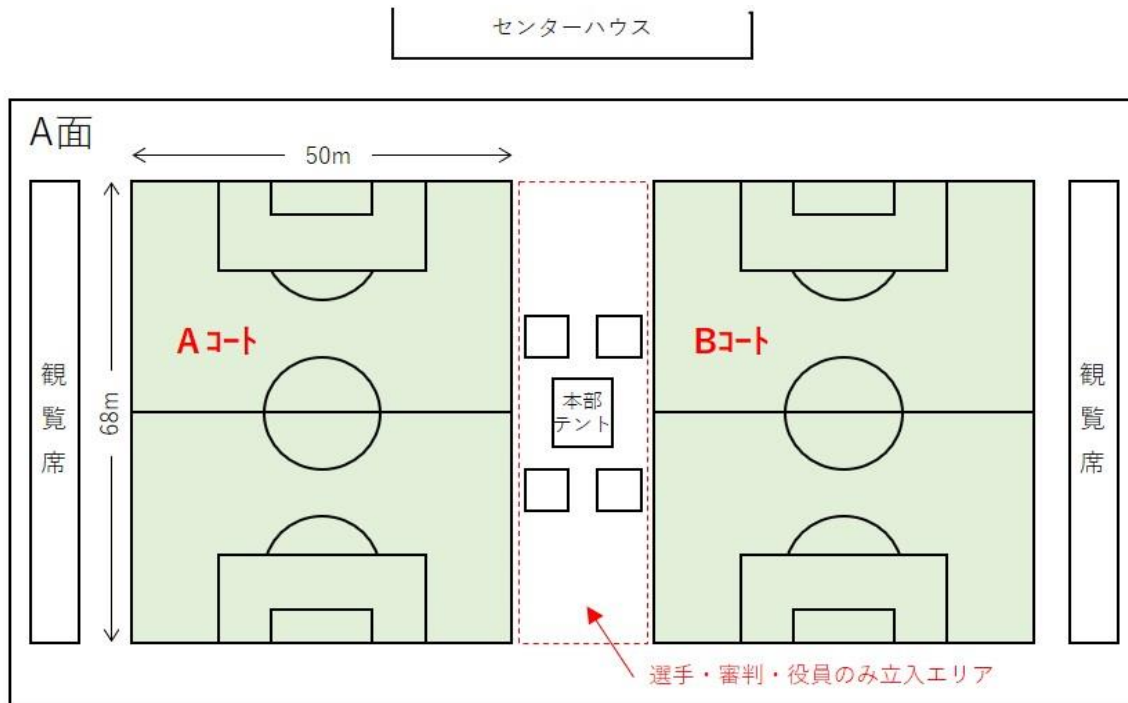 センターハウス
A面
50m
68m
Aコート
Bコート
観覧席
本部
テント
観覧席
選手・審判・役員のみ立入エリア